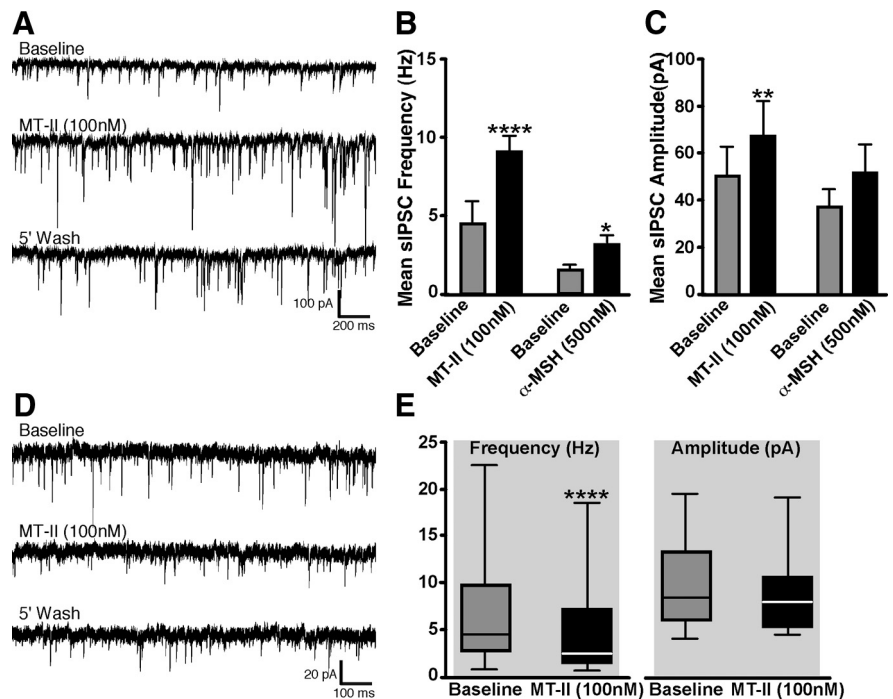 A
Baseline
MT-II (100nM)
5' Wash
100 pA
200 ms
B
Mean sIPSC Frequency (Hz)
15
10
5
0
****
*
Baseline
MT-II (100nM)
Baseline
α-MSH (500nM)
C
Mean sIPSC Amplitude(pA)
100
80
60
40
20
0
**
Baseline
MT-II (100nM)
Baseline
α-MSH (500nM)
D
Baseline
MT-II (100nM)
5' Wash
20 pA
100 ms
E
25
20
15
10
5
0
Frequency (Hz)
****
Baseline MT-II (100nM)
Amplitude (pA)
Baseline MT-II (100nM)